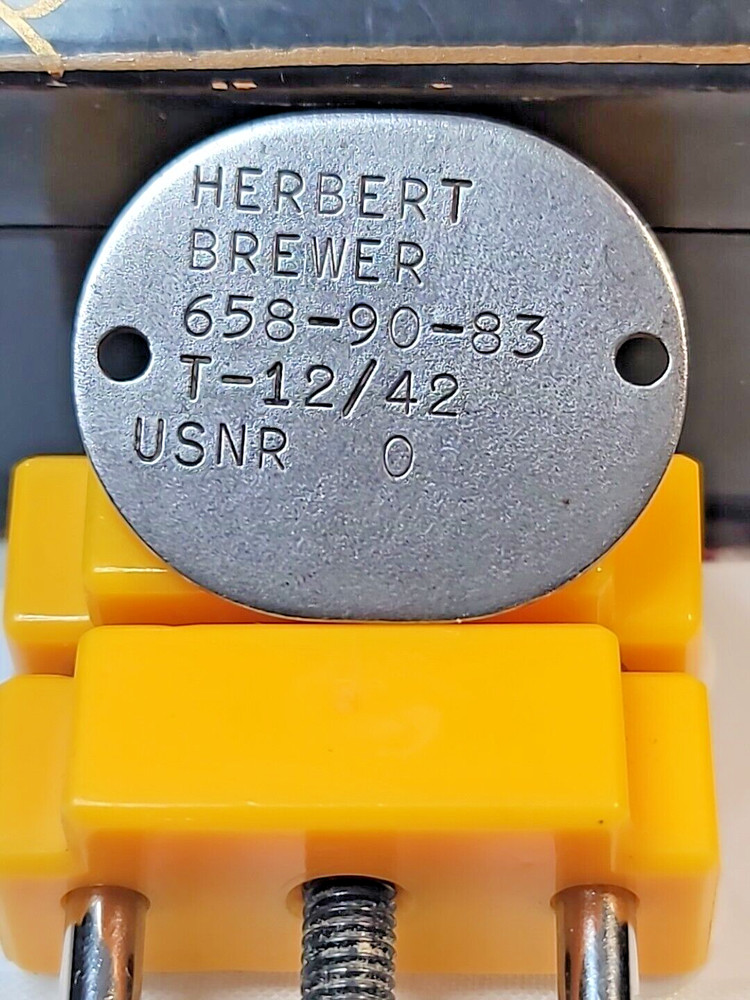 HERBERT
BREWER
658-90-83
T-12/42
USNR 0